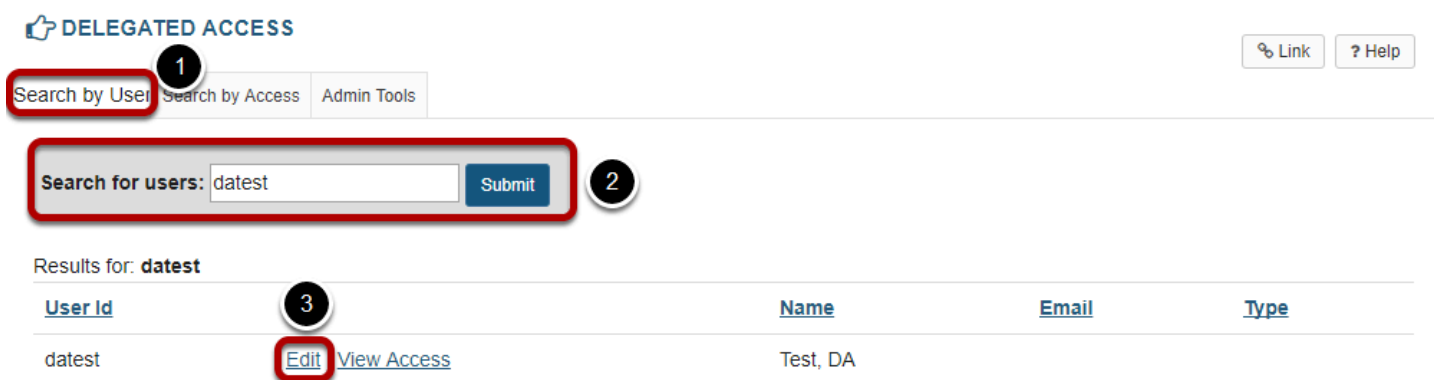 DELEGATED ACCESS
Link ? Help
1
Search by User Search by Access Admin Tools
Search for users: datest Submit 2
Results for: datest
3
User Id Name Email Type
datest Edit View Access Test, DA